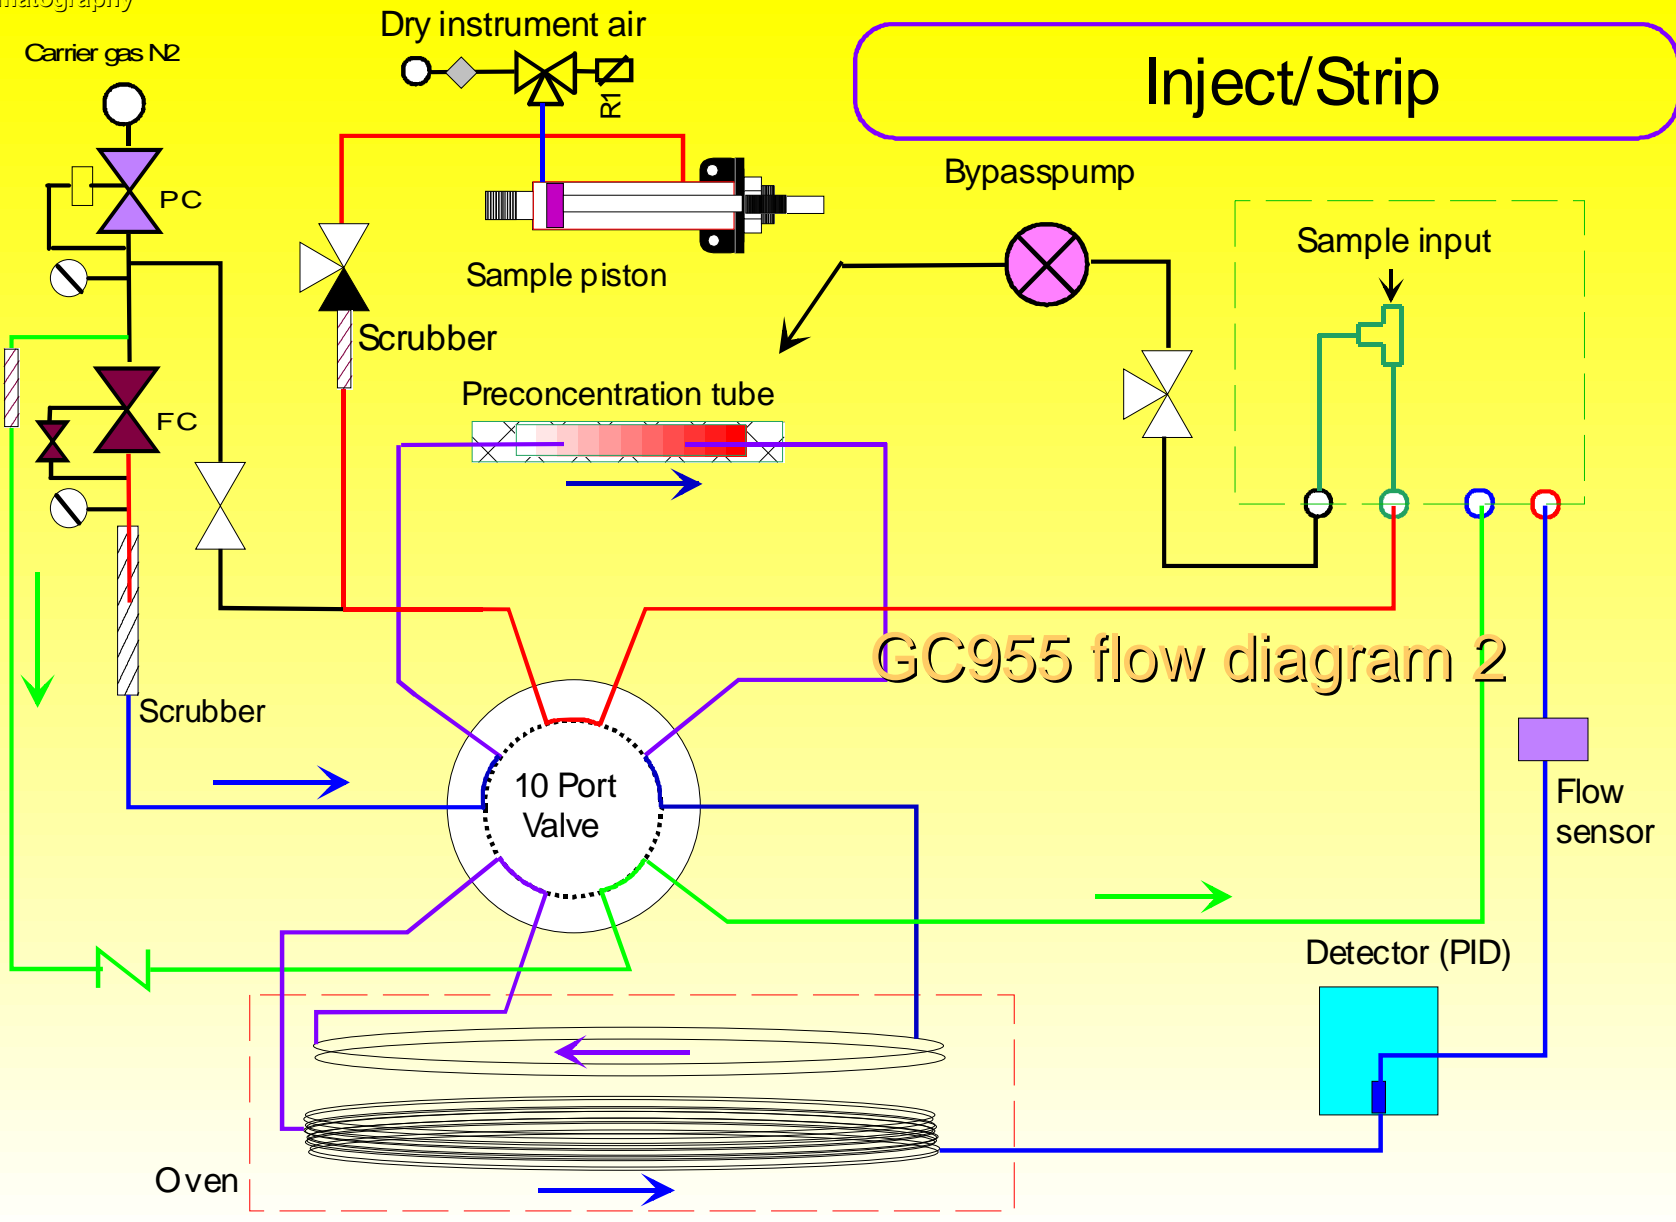 Carrier gas N2
Dry instrument air
R1
Inject/Strip
PC
Bypasspump
Sample input
Sample piston
Scrubber
Preconcentration tube
FC
GC955 flow diagram 2
Scrubber
10 Port
Valve
Flow
sensor
Detector (PID)
Oven